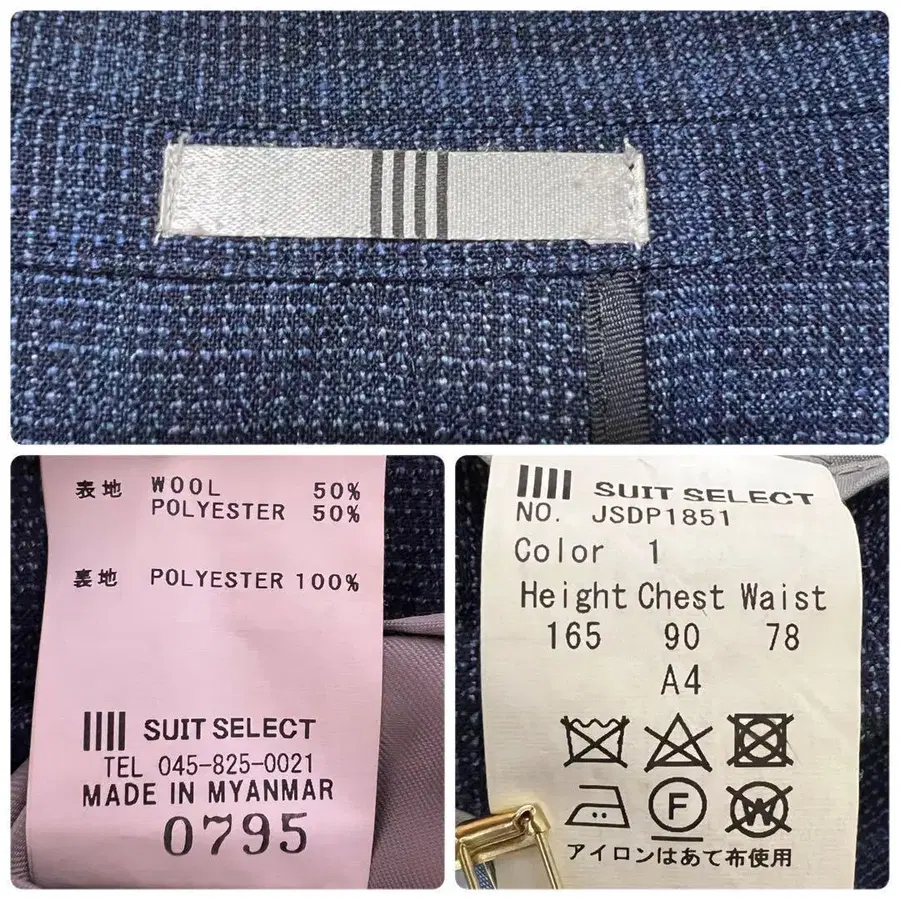 表地 WOOL 50%
POLYESTER 50%
裏地 POLYESTER 100%
SUIT SELECT
TEL 045-825-0021
MADE IN MYANMAR
0795
SUIT SELECT
NO. JSDP1851
Color 1
Height Chest Waist
165 90 78
A4
F
W
アイロンはあて布使用